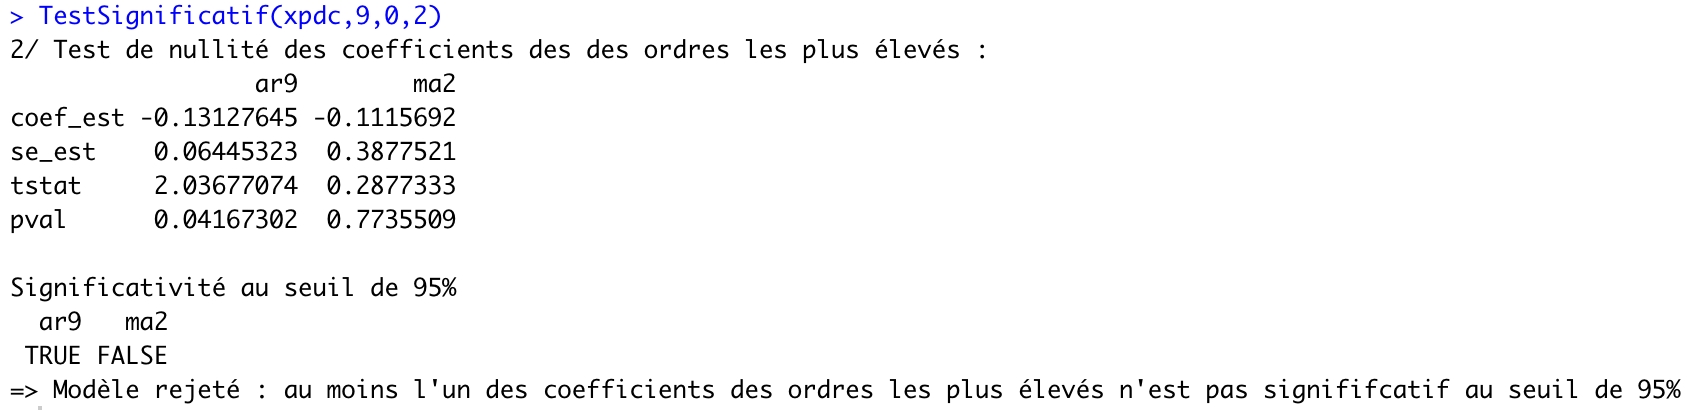 > TestSignificatif(xpdc,9,0,2)
2/ Test de nullité des coefficients des des ordres les plus élevés :
ar9 ma2
coef_est -0.13127645 -0.1115692
se_est 0.06445323 0.3877521
tstat 2.03677074 0.2877333
pval 0.04167302 0.7735509
Significativité au seuil de 95%
ar9 ma2
TRUE FALSE
=> Modèle rejeté : au moins l'un des coefficients des ordres les plus élevés n'est pas signififcatif au seuil de 95%